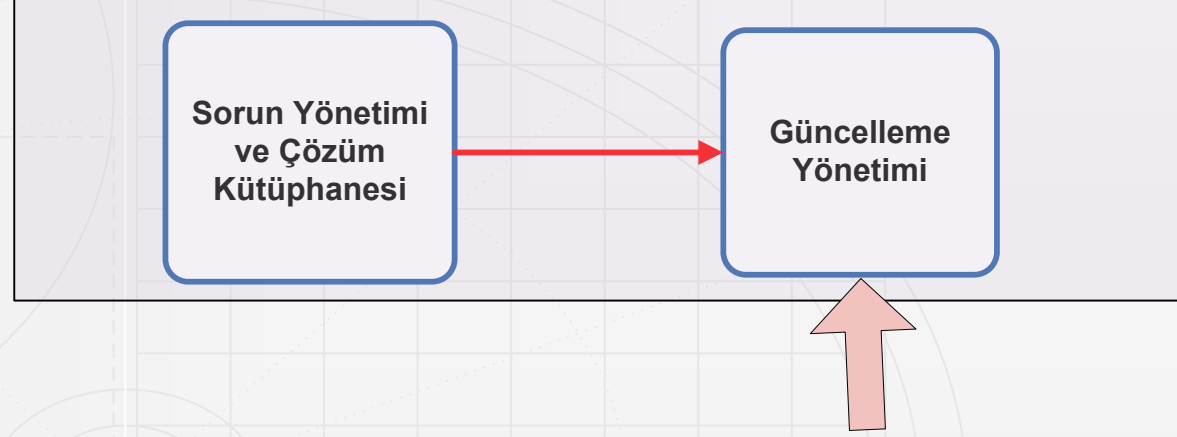 Sorun Yönetimi
ve Çözüm
Kütüphanesi
Güncelleme
Yönetimi